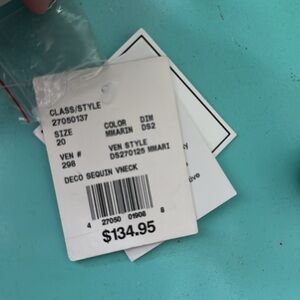 CLASS/STYLE
27050137
SIZE COLOR DIM
20 MMARIN DS2
VEN # VEN STYLE
298 DS270125 MMARI
DECO SEQUIN VNECK
4 27050 01908 8
$134.95